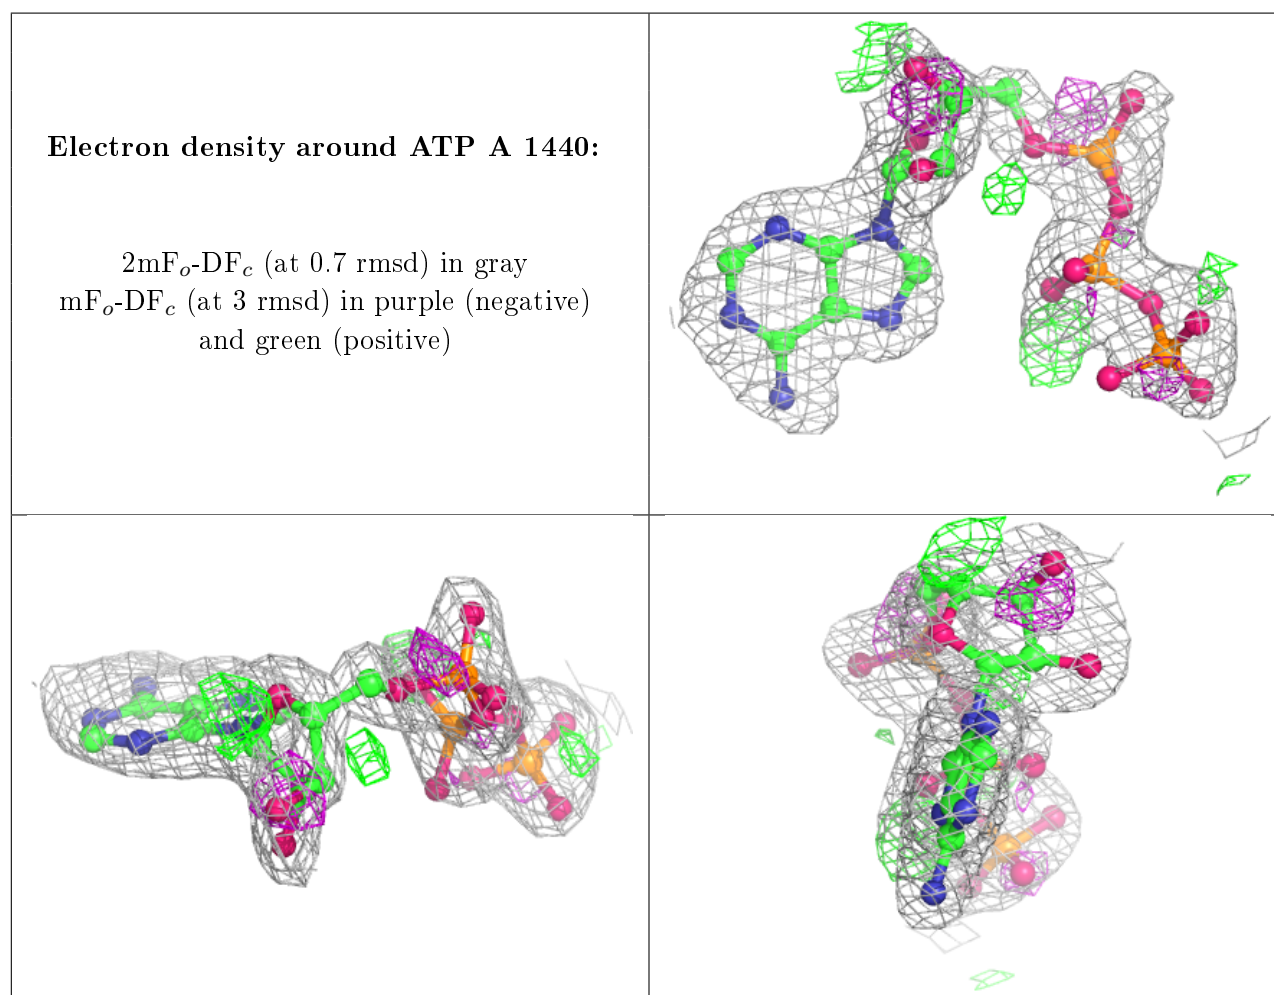 Electron density around ATP A 1440:
2mFₒ-DF𝒸 (at 0.7 rmsd) in gray
mFₒ-DF𝒸 (at 3 rmsd) in purple (negative)
and green (positive)